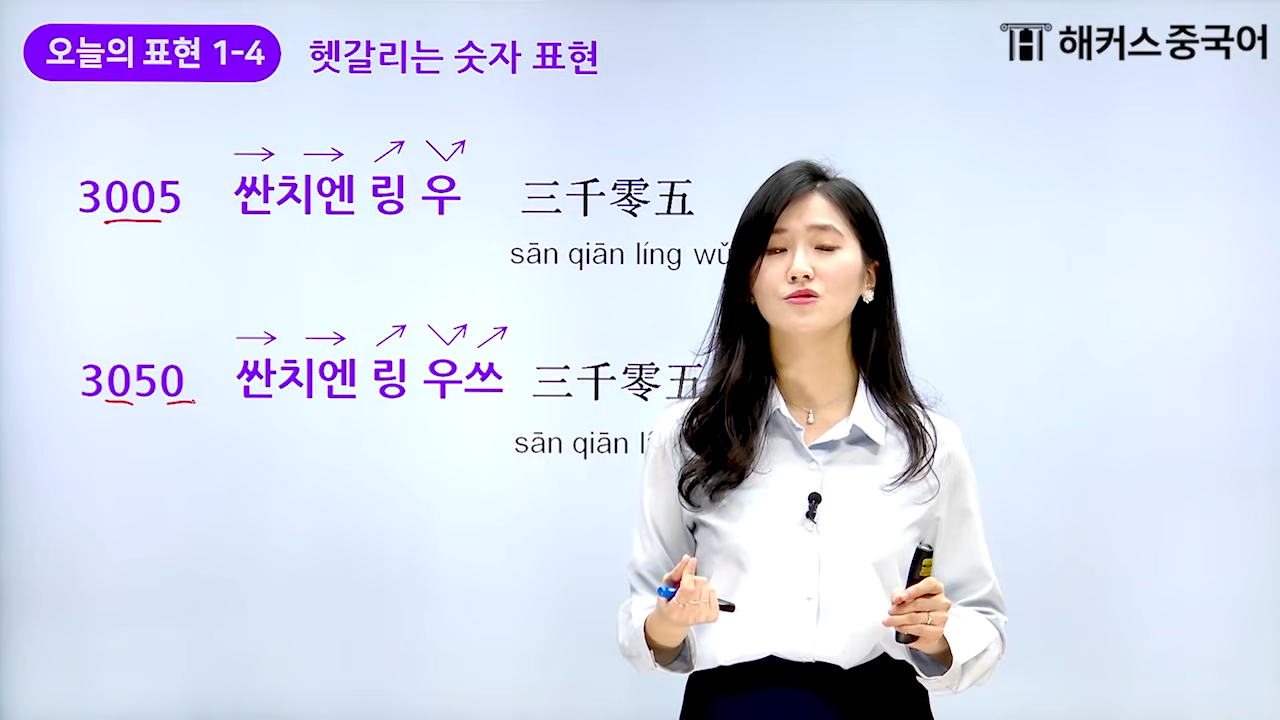 오늘의 표현 1-4 헷갈리는 숫자 표현
해커스중국어
3005 싼치엔 링 우 三千零五
sān qiān líng wǔ
3050 싼치엔 링 우쓰 三千零五
sān qiān